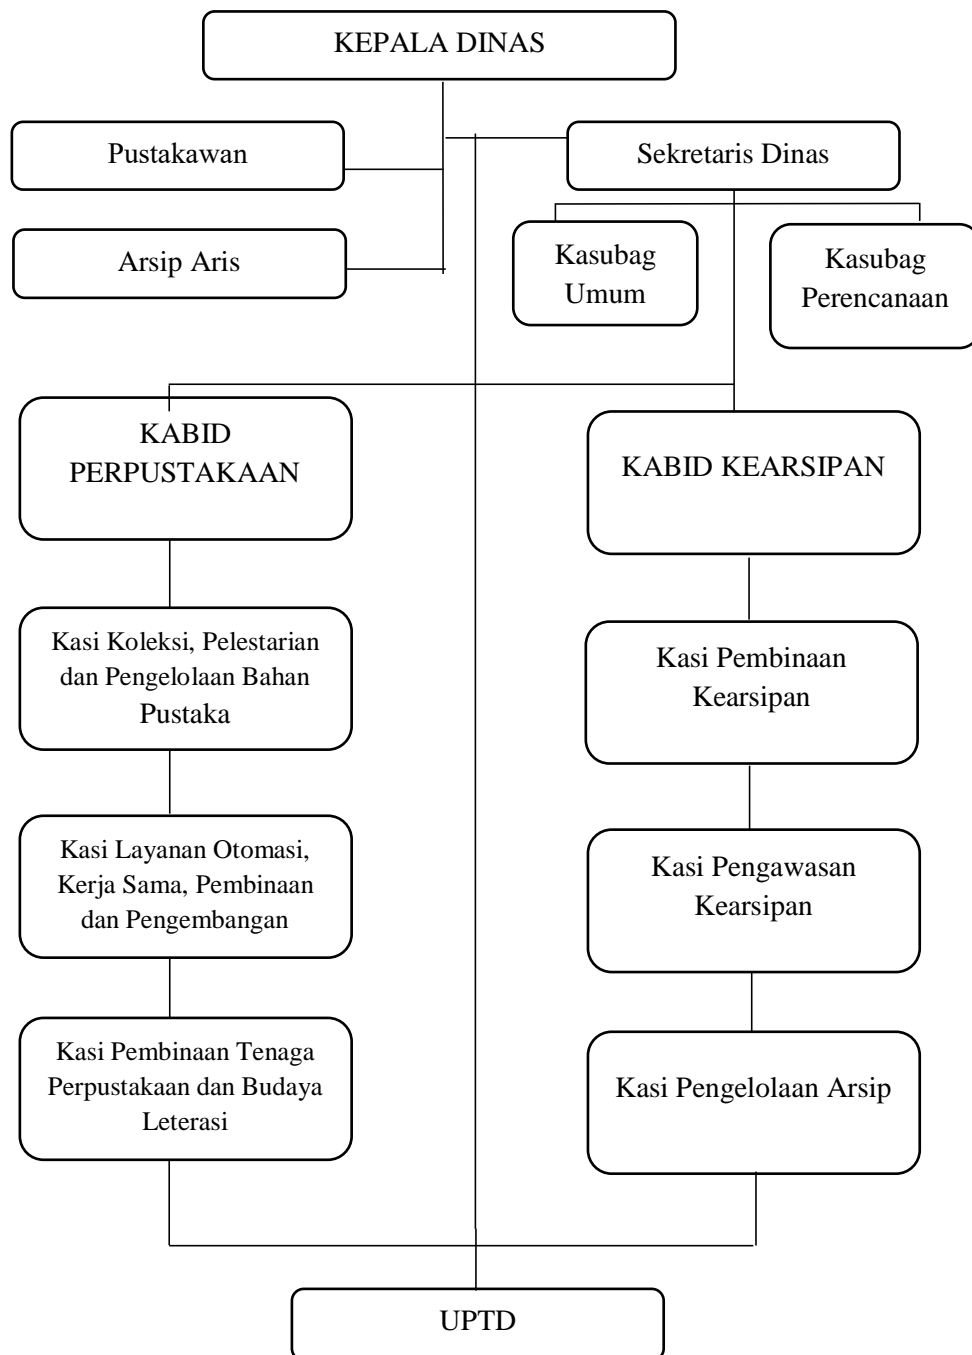 KEPALA DINAS
Pustakawan
Sekretaris Dinas
Arsip Aris
Kasubag
Umum
Kasubag
Perencanaan
KABID
PERPUSTAKAAN
KABID KEARSIPAN
Kasi Koleksi, Pelestarian
dan Pengelolaan Bahan
Pustaka
Kasi Pembinaan
Kearsipan
Kasi Layanan Otomasi,
Kerja Sama, Pembinaan
dan Pengembangan
Kasi Pengawasan
Kearsipan
Kasi Pembinaan Tenaga
Perpustakaan dan Budaya
Leterasi
Kasi Pengelolaan Arsip
UPTD